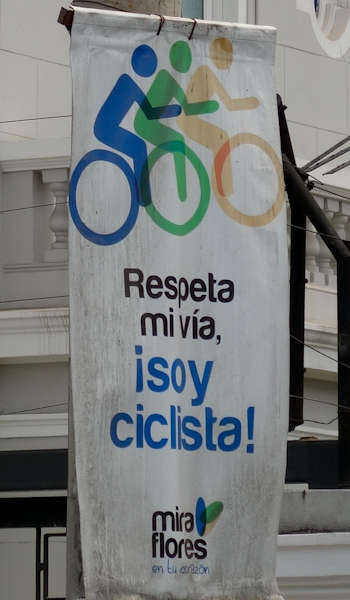 Respeta
mi vía,
¡soy
ciclista!
mira
flores
en tu corazón